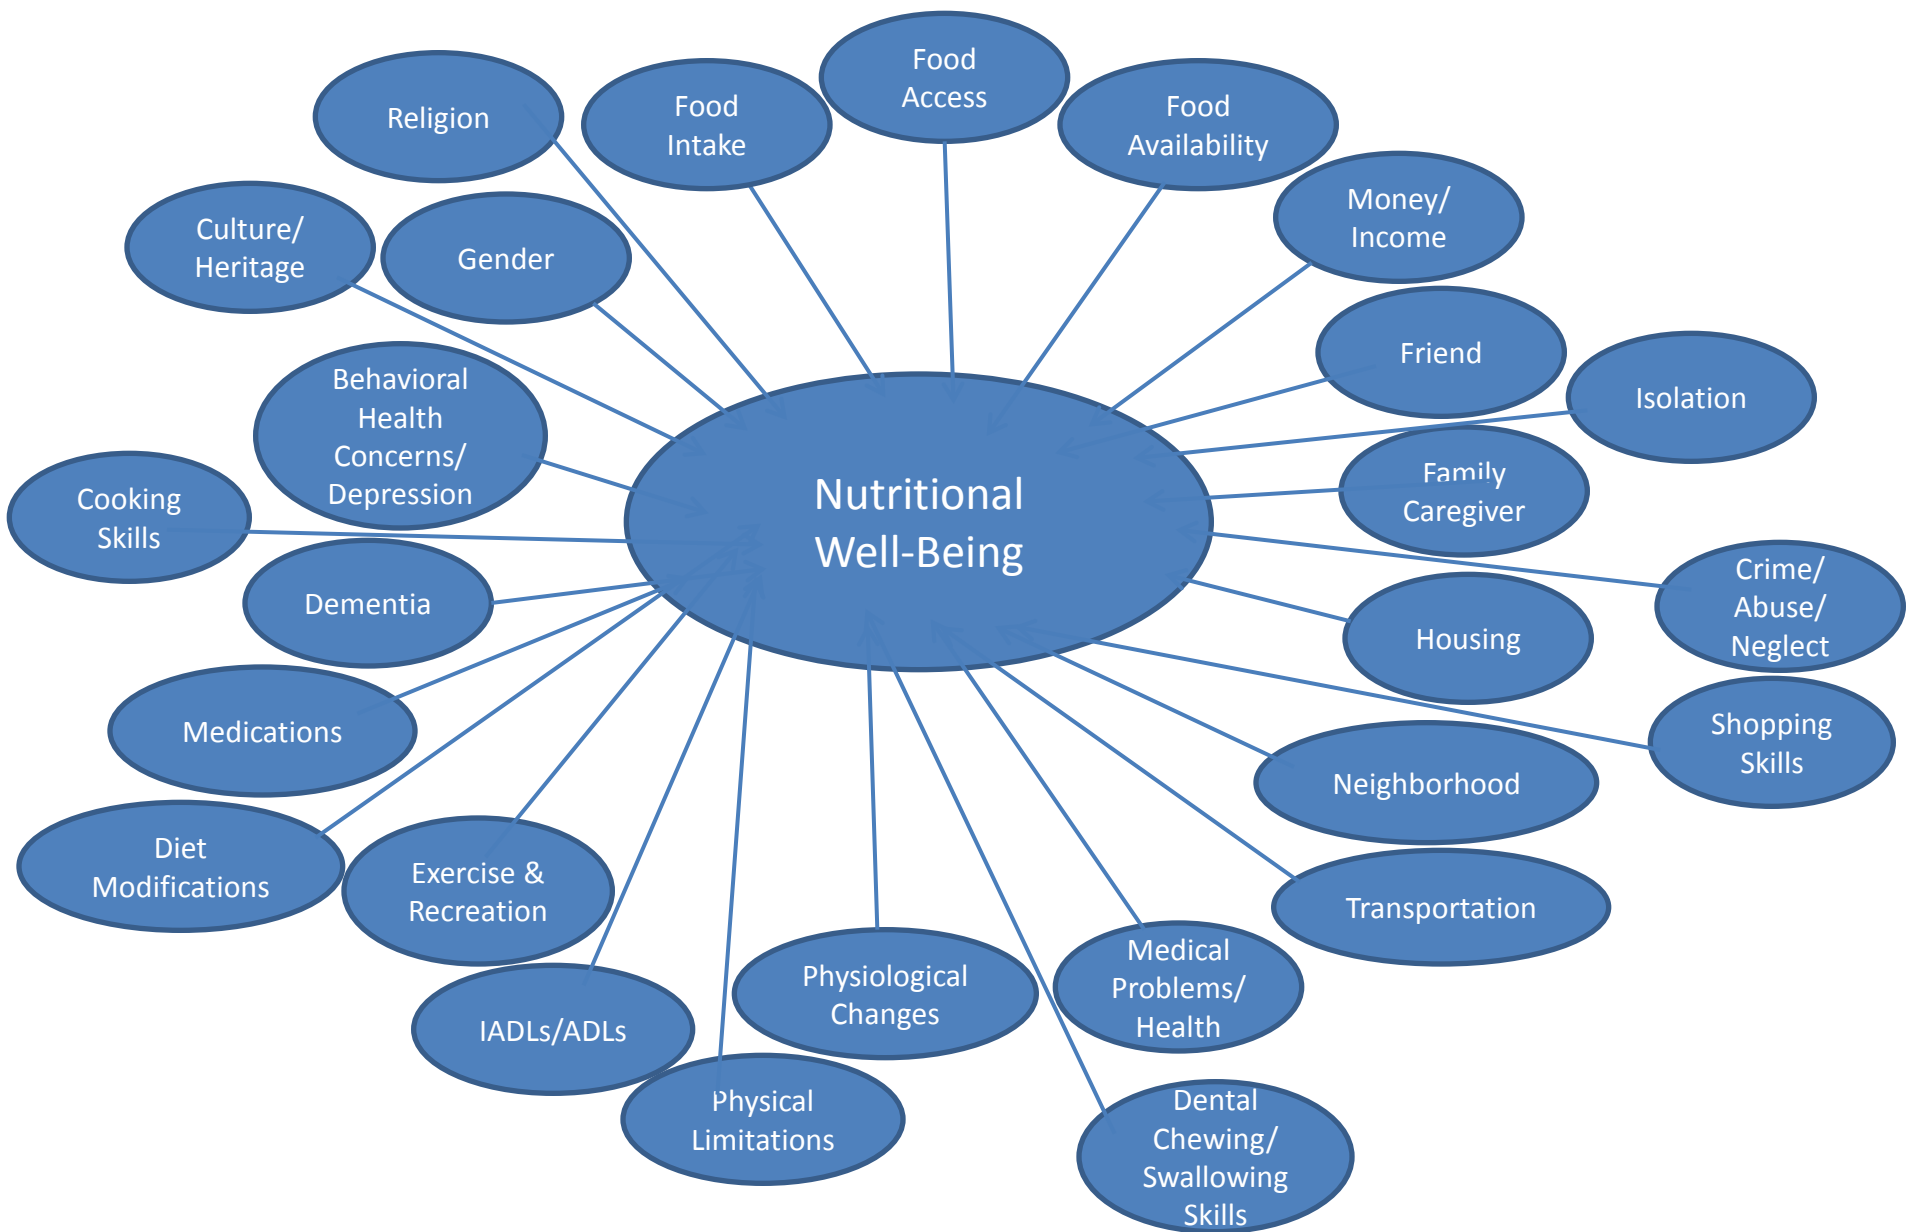 Food
Access
Religion
Food
Intake
Food
Availability
Culture/
Heritage
Gender
Money/
Income
Behavioral
Health
Concerns/
Depression
Friend
Isolation
Cooking
Skills
Nutritional
Well-Being
Family
Caregiver
Dementia
Housing
Crime/
Abuse/
Neglect
Medications
Neighborhood
Shopping
Skills
Diet
Modifications
Exercise &
Recreation
Transportation
IADLs/ADLs
Physiological
Changes
Medical
Problems/
Health
Physical
Limitations
Dental
Chewing/
Swallowing
Skills